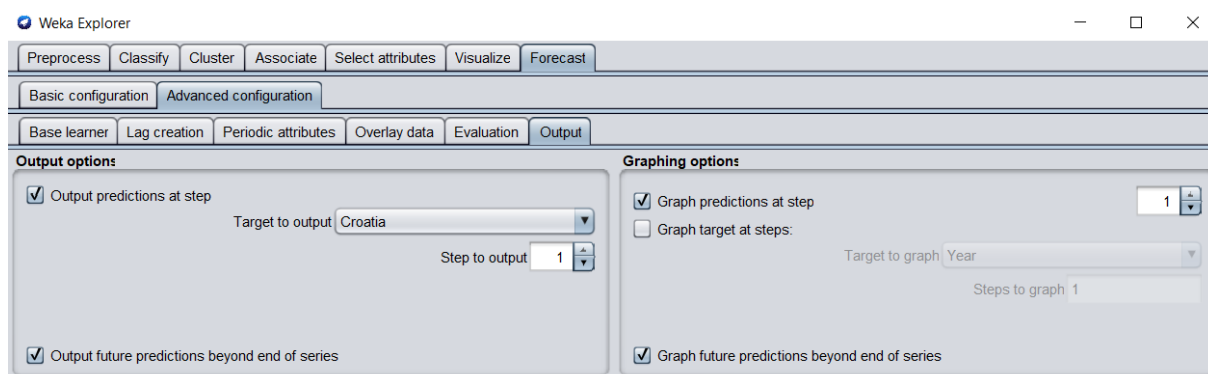 Weka Explorer
Preprocess Classify Cluster Associate Select attributes Visualize Forecast
Basic configuration Advanced configuration
Base learner Lag creation Periodic attributes Overlay data Evaluation Output
Output options
Output predictions at step
Target to output Croatia
Step to output 1
Output future predictions beyond end of series
Graphing options
Graph predictions at step 1
Graph target at steps:
Target to graph Year
Steps to graph 1
Graph future predictions beyond end of series